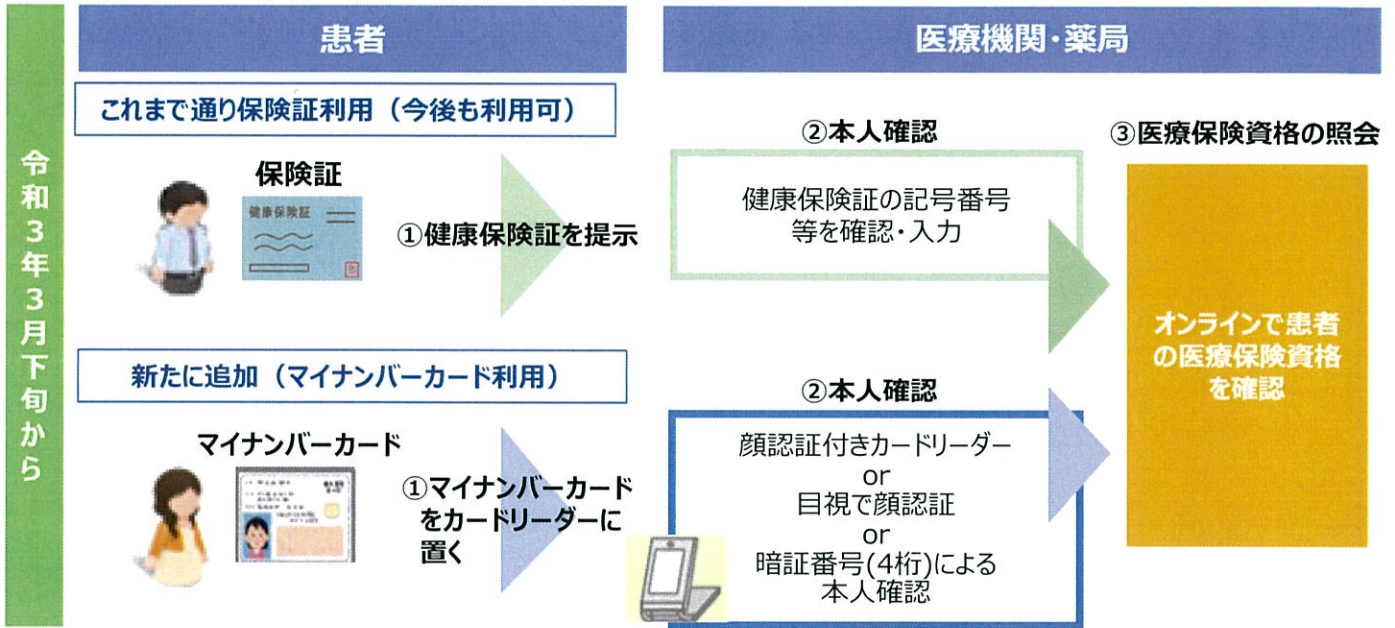 令和3年3月下旬から
患者
医療機関・薬局
これまで通り保険証利用(今後も利用可)
保険証
健康保険証
①健康保険証を提示
②本人確認
健康保険証の記号番号
等を確認・入力
③医療保険資格の照会
オンラインで患者
の医療保険資格
を確認
新たに追加(マイナンバーカード利用)
マイナンバーカード
①マイナンバーカード
をカードリーダーに
置く
②本人確認
顔認証付きカードリーダー
or
目視で顔認証
or
暗証番号(4桁)による
本人確認